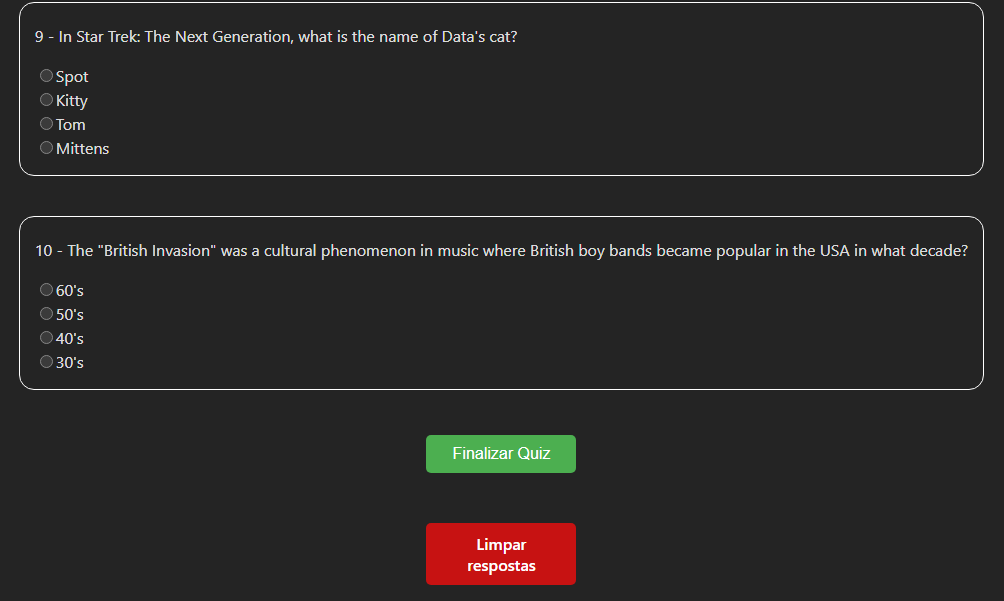 9 - In Star Trek: The Next Generation, what is the name of Data's cat?
Spot
Kitty
Tom
Mittens
10 - The "British Invasion" was a cultural phenomenon in music where British boy bands became popular in the USA in what decade?
60's
50's
40's
30's
Finalizar Quiz
Limpar
respostas